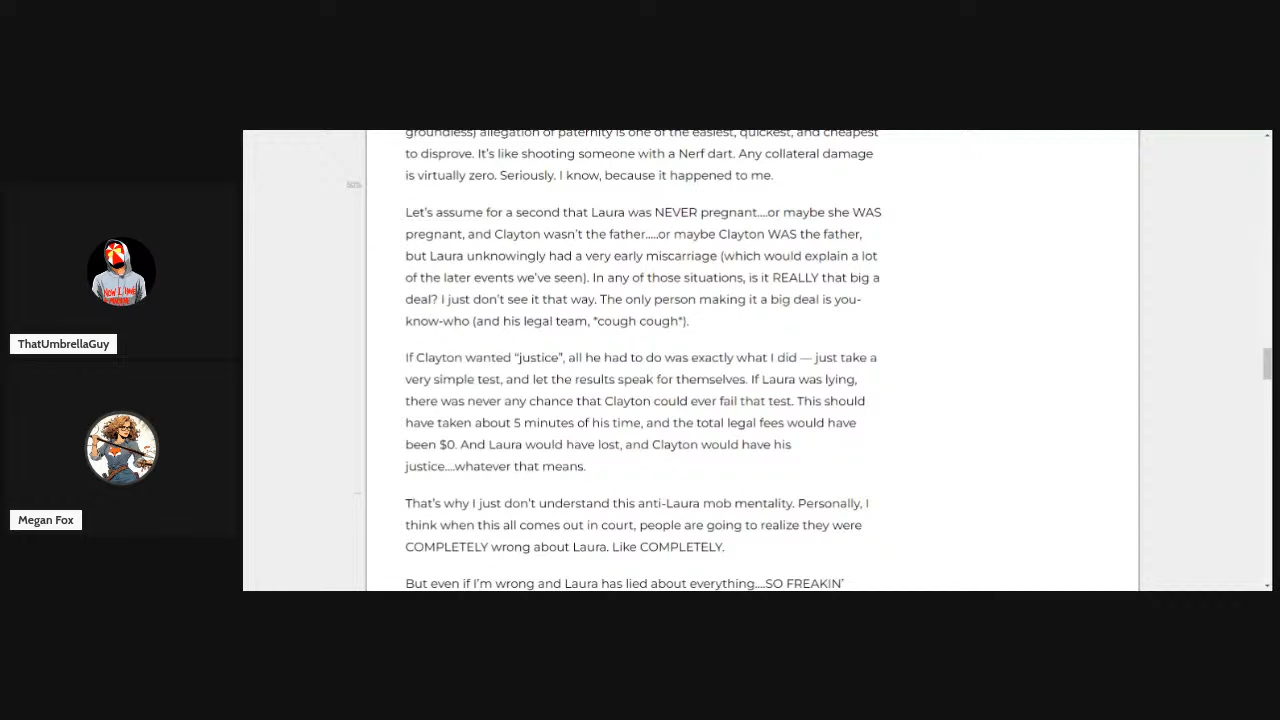 groundless) allegation of paternity is one of the easiest, quickest, and cheapest
to disprove. It's like shooting someone with a Nerf dart. Any collateral damage
is virtually zero. Seriously. I know, because it happened to me.
Let's assume for a second that Laura was NEVER pregnant....or maybe she WAS
pregnant, and Clayton wasn't the father.....or maybe Clayton WAS the father,
but Laura unknowingly had a very early miscarriage (which would explain a lot
of the later events we've seen). In any of those situations, is it REALLY that big a
deal? I just don't see it that way. The only person making it a big deal is you-
know-who (and his legal team, *cough cough*).
If Clayton wanted "justice", all he had to do was exactly what I did — just take a
very simple test, and let the results speak for themselves. If Laura was lying,
there was never any chance that Clayton could ever fail that test. This should
have taken about 5 minutes of his time, and the total legal fees would have
been $0. And Laura would have lost, and Clayton would have his
justice....whatever that means.
That's why I just don't understand this anti-Laura mob mentality. Personally, I
think when this all comes out in court, people are going to realize they were
COMPLETELY wrong about Laura. Like COMPLETELY.
But even if I'm wrong and Laura has lied about everything....SO FREAKIN'
ThatUmbrellaGuy
Megan Fox